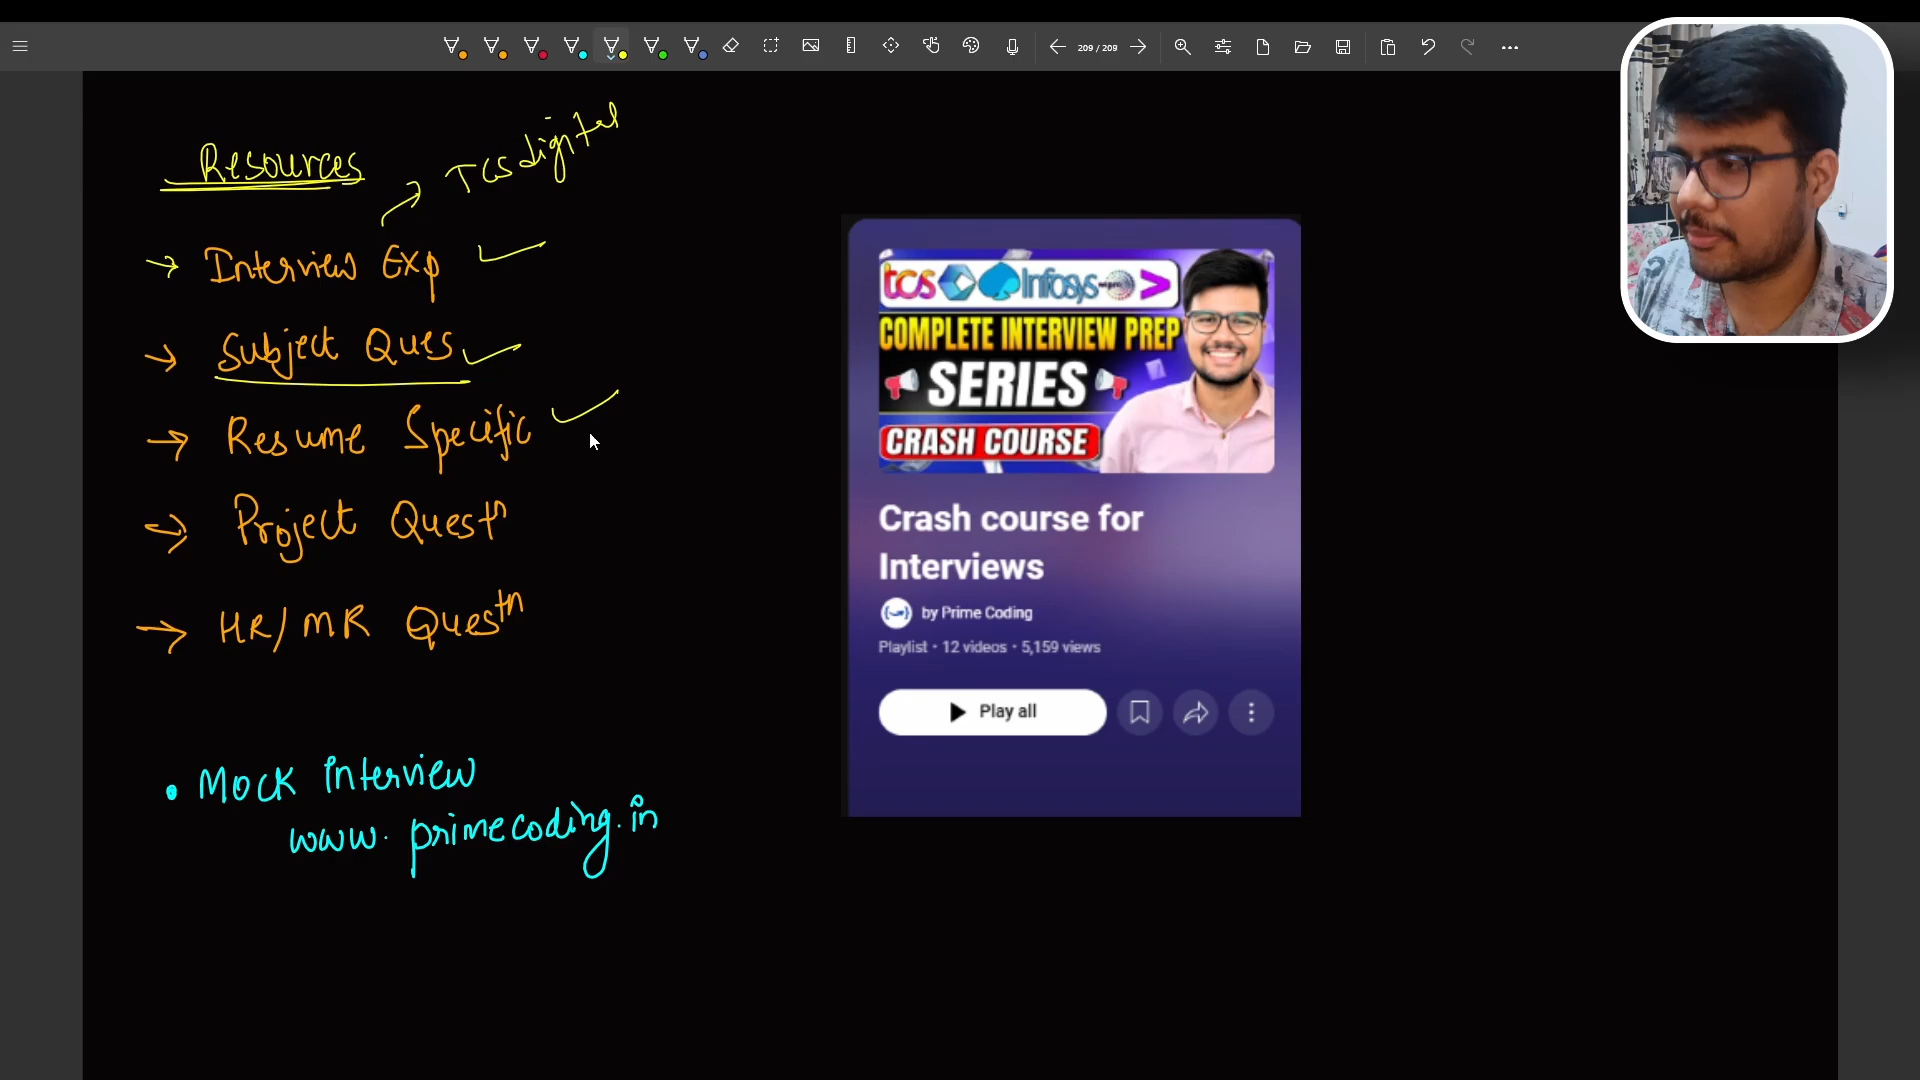 209 / 209
Resources
TCS digital
→ Interview Exp
→ Subject Ques
→ Resume Specific
→ Project Questn
→ HR/MR Questn
• Mock Interview
www.primecoding.in
tcs Infosys wipro
COMPLETE INTERVIEW PREP
SERIES
CRASH COURSE
Crash course for
Interviews
by Prime Coding
Playlist • 12 videos • 5,159 views
Play all